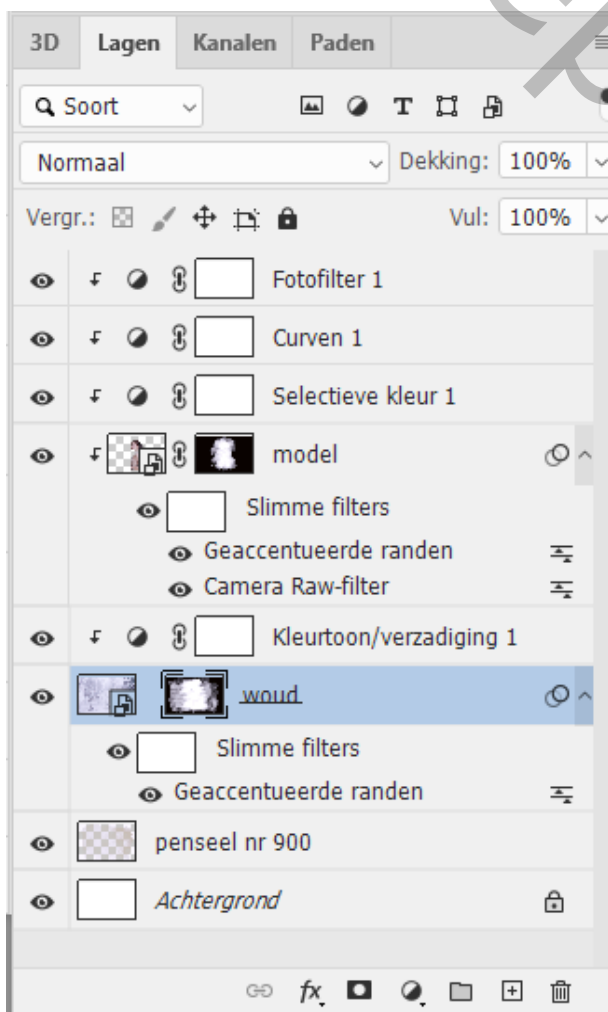 3D Lagen Kanalen Paden
Soort
Normaal Dekking: 100%
Vergr.: Vul: 100%
Fotofilter 1
Curven 1
Selectieve kleur 1
model
Slimme filters
Geaccentueerde randen
Camera Raw-filter
Kleurtoon/verzadiging 1
woud
Slimme filters
Geaccentueerde randen
penseel nr 900
Achtergrond
fx